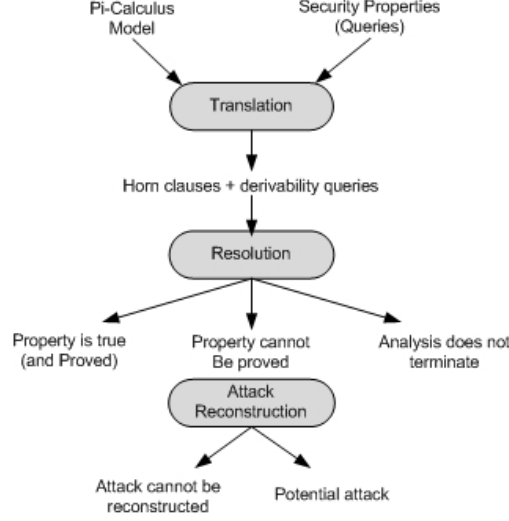 Pi-Calculus
Model
Security Properties
(Queries)
Translation
Horn clauses + derivability queries
Resolution
Property is true
(and Proved)
Property cannot
Be proved
Analysis does not
terminate
Attack
Reconstruction
Attack cannot be
reconstructed
Potential attack